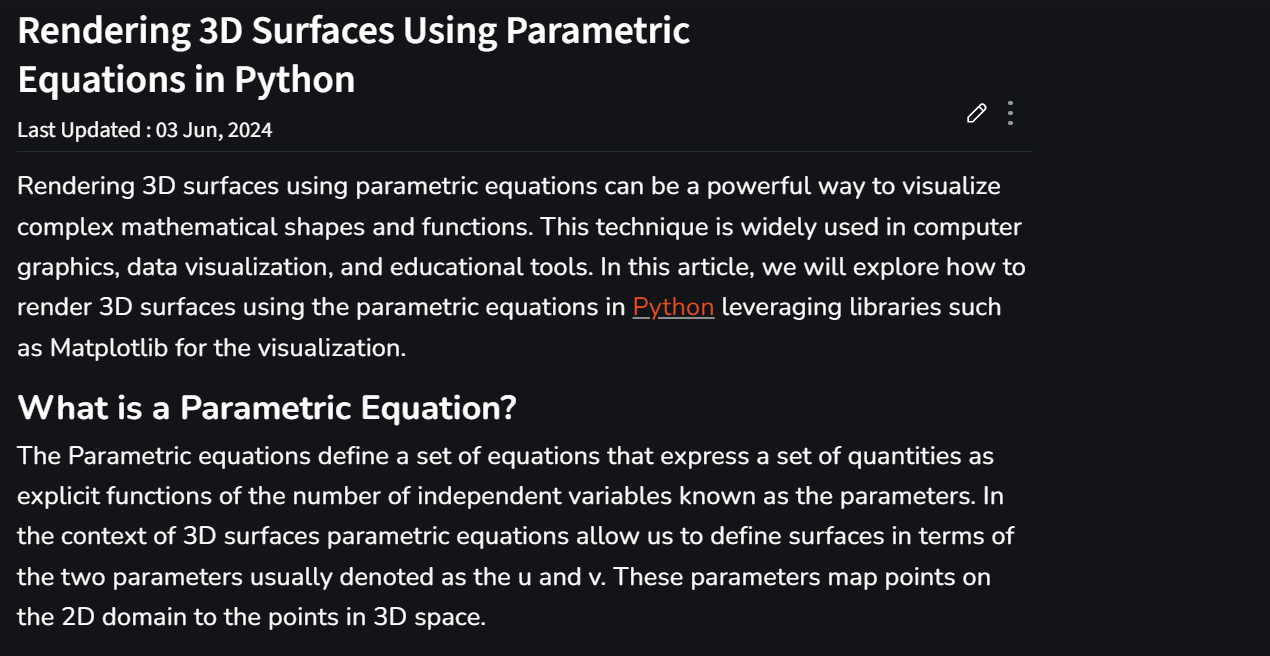 Rendering 3D Surfaces Using Parametric
Equations in Python
Last Updated : 03 Jun, 2024
Rendering 3D surfaces using parametric equations can be a powerful way to visualize
complex mathematical shapes and functions. This technique is widely used in computer
graphics, data visualization, and educational tools. In this article, we will explore how to
render 3D surfaces using the parametric equations in Python leveraging libraries such
as Matplotlib for the visualization.
What is a Parametric Equation?
The Parametric equations define a set of equations that express a set of quantities as
explicit functions of the number of independent variables known as the parameters. In
the context of 3D surfaces parametric equations allow us to define surfaces in terms of
the two parameters usually denoted as the u and v. These parameters map points on
the 2D domain to the points in 3D space.